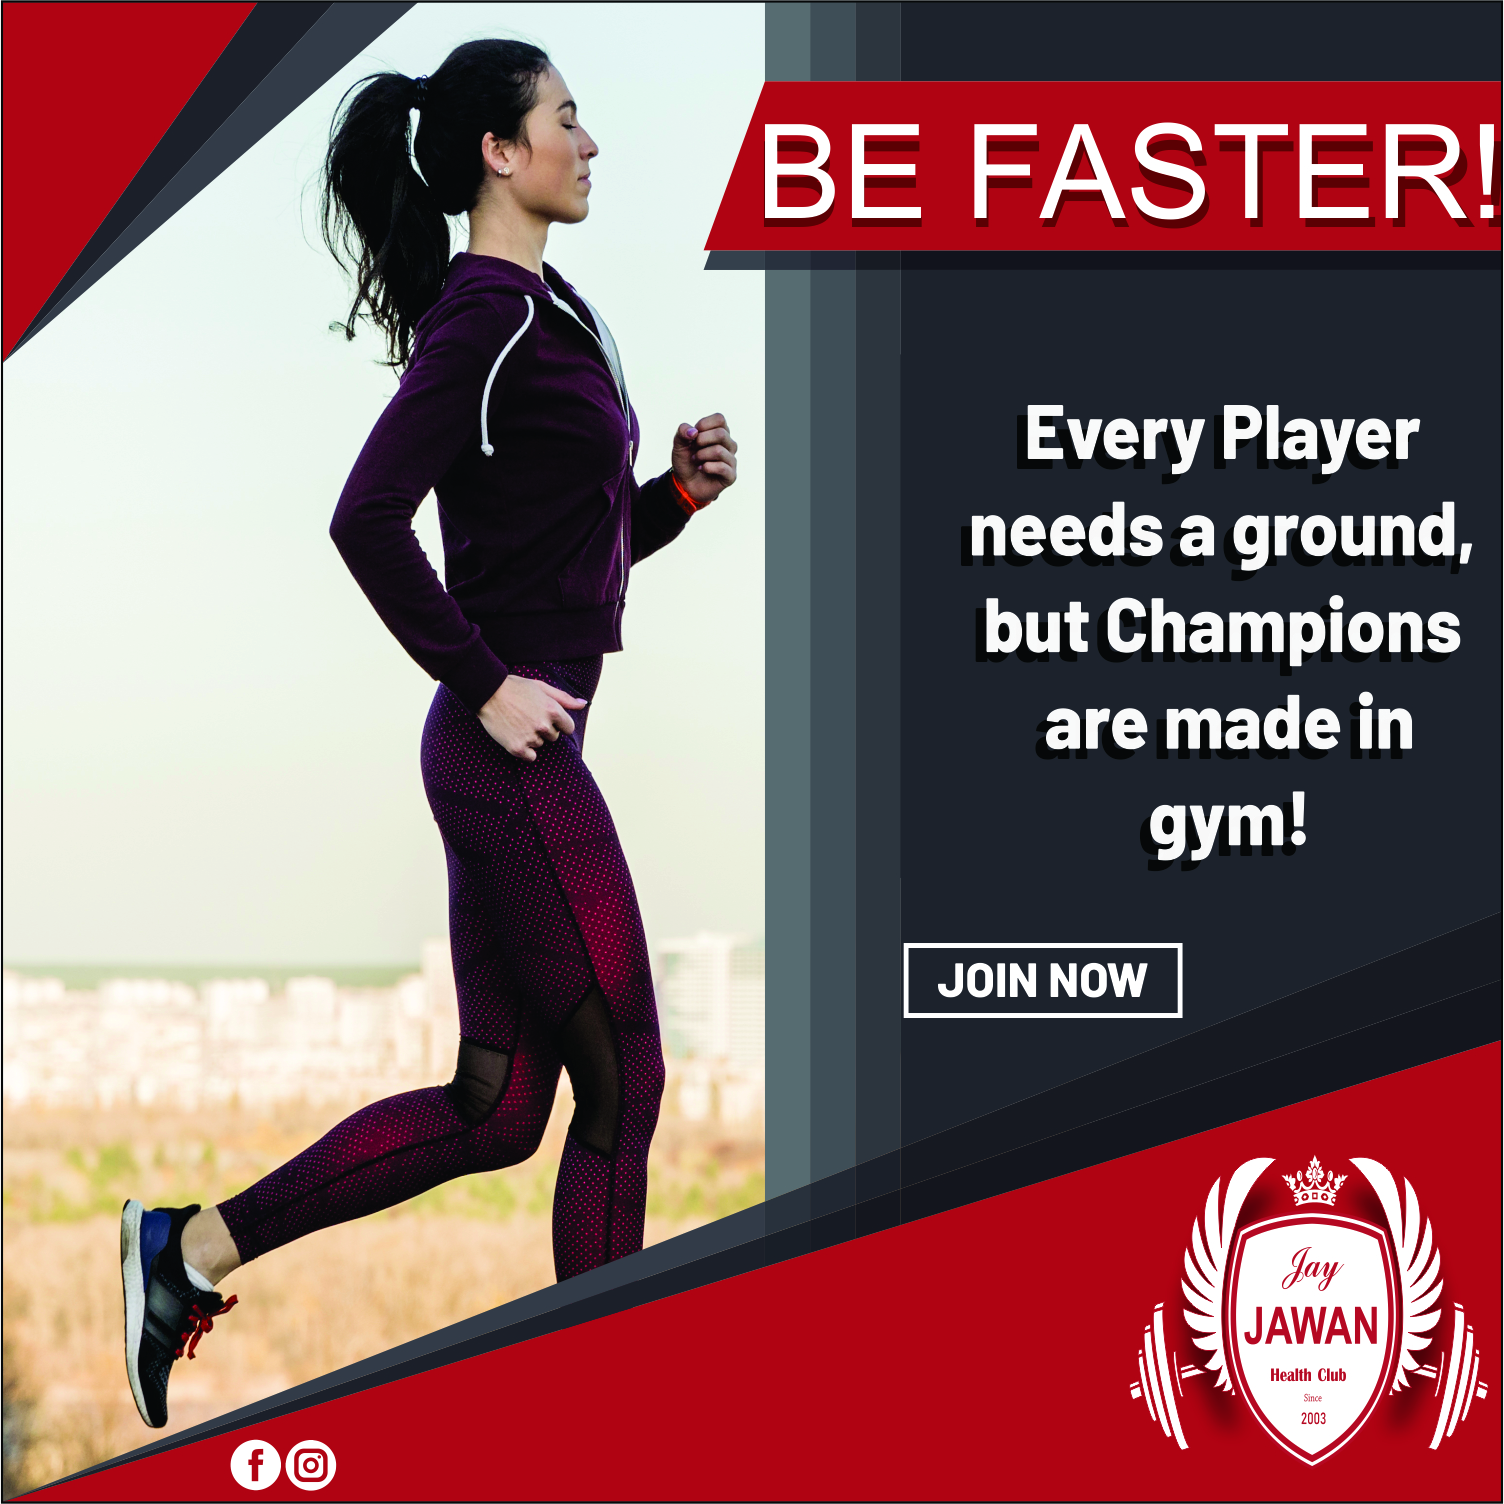 BE FASTER!
Every Player
needs a ground,
but Champions
are made in
gym!
JOIN NOW
Jay
JAWAN
Health Club
Since
2003